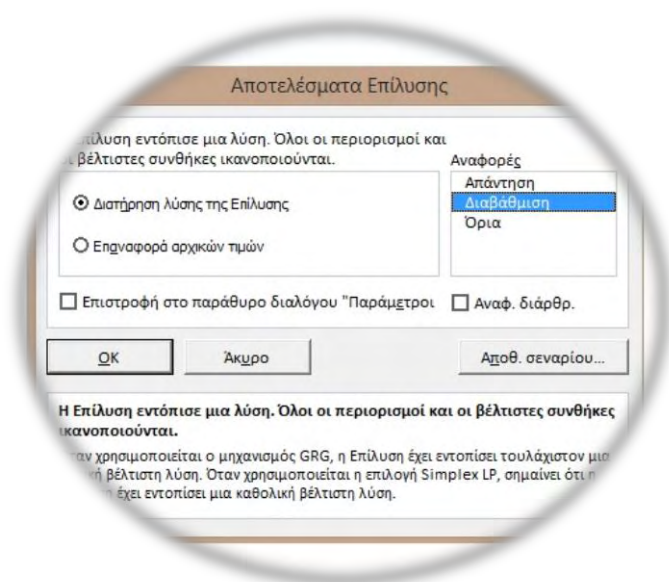 Αποτελέσματα Επίλυσης
επίλυση εντόπισε μια λύση. Όλοι οι περιορισμοί και
οι βέλτιστες συνθήκες ικανοποιούνται.
Αναφορές
Απάντηση
Διαβάθμιση
Όρια
Διατήρηση λύσης της Επίλυσης
Επαναφορά αρχικών τιμών
Επιστροφή στο παράθυρο διαλόγου "Παράμετροι
Αναφ. διάρθρ.
OK
Άκυρο
Αποθ. σεναρίου...
Η Επίλυση εντόπισε μια λύση. Όλοι οι περιορισμοί και οι βέλτιστες συνθήκες
ικανοποιούνται.
χρησιμοποιείται ο μηχανισμός GRG, η Επίλυση έχει εντοπίσει τουλάχιστον μια
βέλτιστη λύση. Όταν χρησιμοποιείται η επιλογή Simplex LP, σημαίνει ότι η
έχει εντοπίσει μια καθολική βέλτιστη λύση.